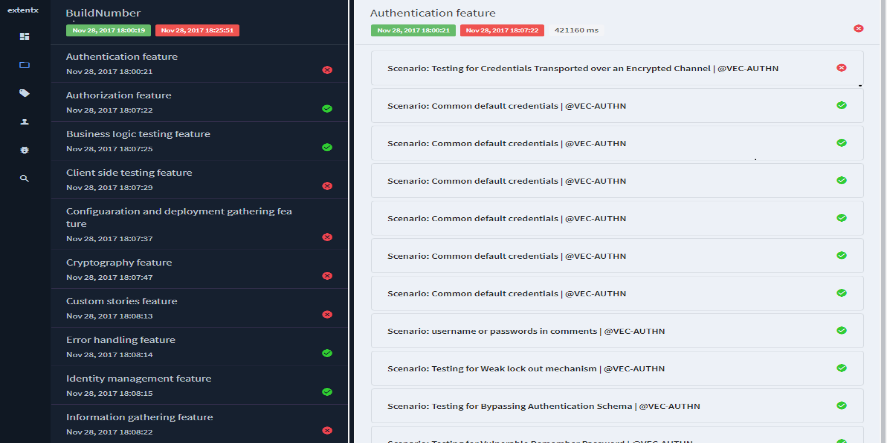 extentx
BuildNumber
Nov 28, 2017 18:00:19 Nov 28, 2017 18:25:51
Authentication feature
Nov 28, 2017 18:00:21
Authorization feature
Nov 28, 2017 18:07:22
Business logic testing feature
Nov 28, 2017 18:07:25
Client side testing feature
Nov 28, 2017 18:07:29
Configuaration and deployment gathering fea
ture
Nov 28, 2017 18:07:37
Cryptography feature
Nov 28, 2017 18:07:47
Custom stories feature
Nov 28, 2017 18:08:13
Error handling feature
Nov 28, 2017 18:08:14
Identity management feature
Nov 28, 2017 18:08:15
Information gathering feature
Nov 28, 2017 18:08:22
Authentication feature
Nov 28, 2017 18:00:21 Nov 28, 2017 18:07:22 421160 ms
Scenario: Testing for Credentials Transported over an Encrypted Channel | @VEC-AUTHN
Scenario: Common default credentials | @VEC-AUTHN
Scenario: Common default credentials | @VEC-AUTHN
Scenario: Common default credentials | @VEC-AUTHN
Scenario: Common default credentials | @VEC-AUTHN
Scenario: Common default credentials | @VEC-AUTHN
Scenario: Common default credentials | @VEC-AUTHN
Scenario: username or passwords in comments | @VEC-AUTHN
Scenario: Testing for Weak lock out mechanism | @VEC-AUTHN
Scenario: Testing for Bypassing Authentication Schema | @VEC-AUTHN
Scenario: Testing for Vulnerable Remember Password | @VEC-AUTHN